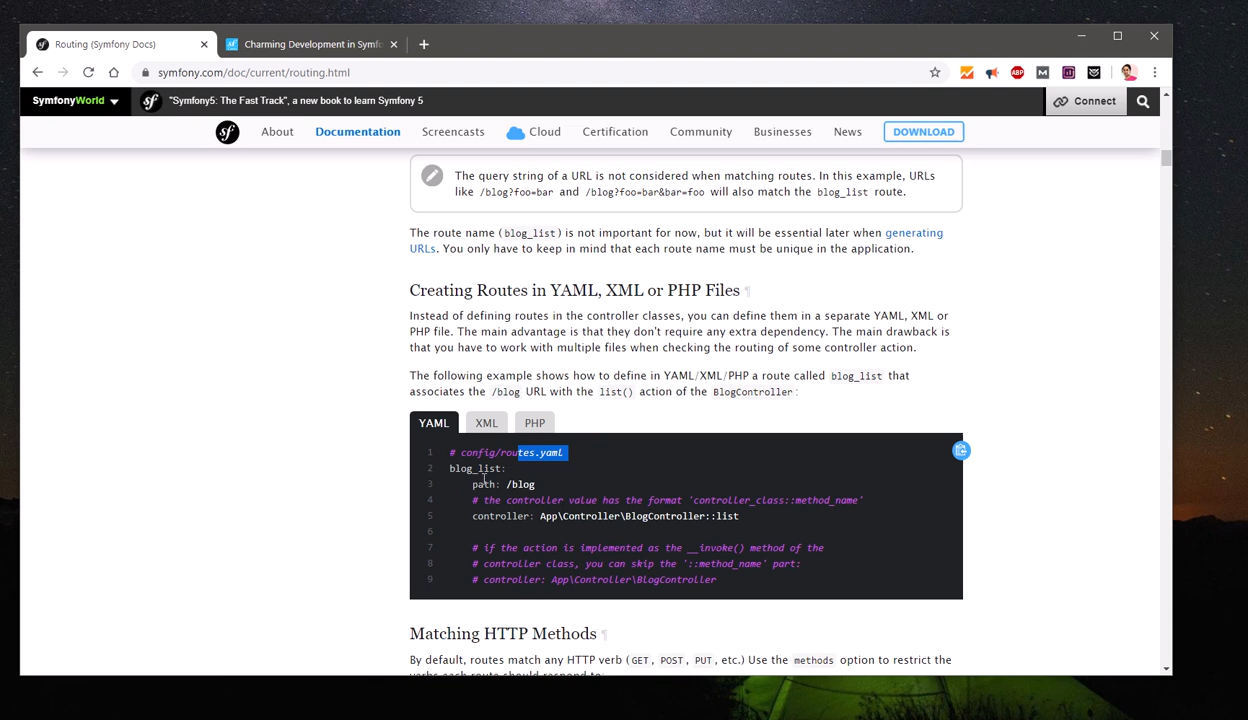 Routing (Symfony Docs)
Charming Development in Symf
symfony.com/doc/current/routing.html
ABP
M
SymfonyWorld
sf
"Symfony5: The Fast Track", a new book to learn Symfony 5
Connect
sf
About
Documentation
Screencasts
Cloud
Certification
Community
Businesses
News
DOWNLOAD
The query string of a URL is not considered when matching routes. In this example, URLs
like /blog?foo=bar and /blog?foo=bar&bar=foo will also match the blog_list route.
The route name (blog_list) is not important for now, but it will be essential later when generating
URLs. You only have to keep in mind that each route name must be unique in the application.
Creating Routes in YAML, XML or PHP Files ¶
Instead of defining routes in the controller classes, you can define them in a separate YAML, XML or
PHP file. The main advantage is that they don't require any extra dependency. The main drawback is
that you have to work with multiple files when checking the routing of some controller action.
The following example shows how to define in YAML/XML/PHP a route called blog_list that
associates the /blog URL with the list() action of the BlogController:
YAML
XML
PHP
1 # config/routes.yaml
2 blog_list:
3 path: /blog
4 # the controller value has the format 'controller_class::method_name'
5 controller: App\Controller\BlogController::list
6
7 # if the action is implemented as the __invoke() method of the
8 # controller class, you can skip the '::method_name' part:
9 # controller: App\Controller\BlogController
Matching HTTP Methods ¶
By default, routes match any HTTP verb (GET, POST, PUT, etc.) Use the methods option to restrict the
verbs each route should respond to: